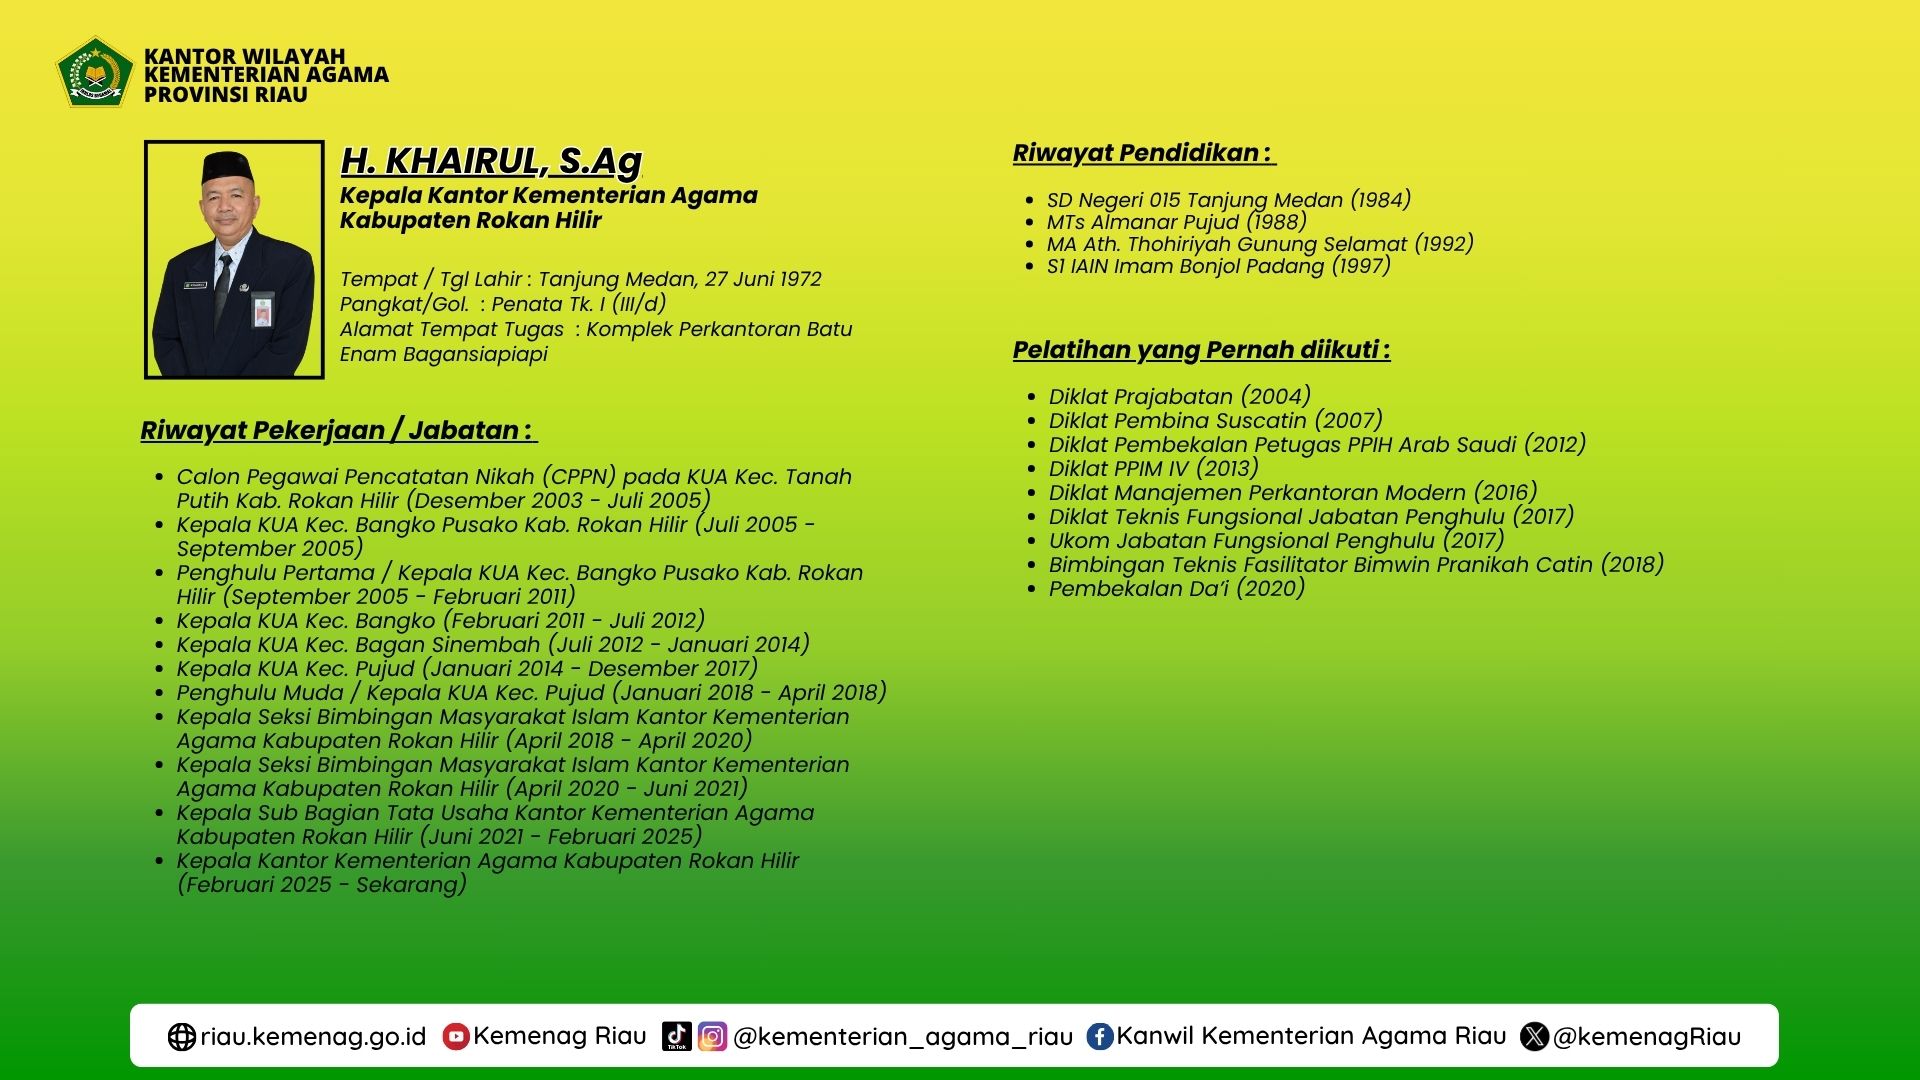 KANTOR WILAYAH
KEMENTERIAN AGAMA
PROVINSI RIAU
H. KHAIRUL, S.Ag
Kepala Kantor Kementerian Agama
Kabupaten Rokan Hilir
Tempat / Tgl Lahir : Tanjung Medan, 27 Juni 1972
Pangkat/Gol.  : Penata Tk. I (III/d)
Alamat Tempat Tugas  : Komplek Perkantoran Batu
Enam Bagansiapiapi
Riwayat Pekerjaan / Jabatan :
• Calon Pegawai Pencatatan Nikah (CPPN) pada KUA Kec. Tanah
Putih Kab. Rokan Hilir (Desember 2003 - Juli 2005)
• Kepala KUA Kec. Bangko Pusako Kab. Rokan Hilir (Juli 2005 -
September 2005)
• Penghulu Pertama / Kepala KUA Kec. Bangko Pusako Kab. Rokan
Hilir (September 2005 - Februari 2011)
• Kepala KUA Kec. Bangko (Februari 2011 - Juli 2012)
• Kepala KUA Kec. Bagan Sinembah (Juli 2012 - Januari 2014)
• Kepala KUA Kec. Pujud (Januari 2014 - Desember 2017)
• Penghulu Muda / Kepala KUA Kec. Pujud (Januari 2018 - April 2018)
• Kepala Seksi Bimbingan Masyarakat Islam Kantor Kementerian
Agama Kabupaten Rokan Hilir (April 2018 - April 2020)
• Kepala Seksi Bimbingan Masyarakat Islam Kantor Kementerian
Agama Kabupaten Rokan Hilir (April 2020 - Juni 2021)
• Kepala Sub Bagian Tata Usaha Kantor Kementerian Agama
Kabupaten Rokan Hilir (Juni 2021 - Februari 2025)
• Kepala Kantor Kementerian Agama Kabupaten Rokan Hilir
(Februari 2025 - Sekarang)
Riwayat Pendidikan :
• SD Negeri 015 Tanjung Medan (1984)
• MTs Almanar Pujud (1988)
• MA Ath. Thohiriyah Gunung Selamat (1992)
• S1 IAIN Imam Bonjol Padang (1997)
Pelatihan yang Pernah diikuti :
• Diklat Prajabatan (2004)
• Diklat Pembina Suscatin (2007)
• Diklat Pembekalan Petugas PPIH Arab Saudi (2012)
• Diklat PPIM IV (2013)
• Diklat Manajemen Perkantoran Modern (2016)
• Diklat Teknis Fungsional Jabatan Penghulu (2017)
• Ukom Jabatan Fungsional Penghulu (2017)
• Bimbingan Teknis Fasilitator Bimwin Pranikah Catin (2018)
• Pembekalan Da’i (2020)
riau.kemenag.go.id Kemenag Riau TikTok @kementerian_agama_riau Kanwil Kementerian Agama Riau @kemenagRiau